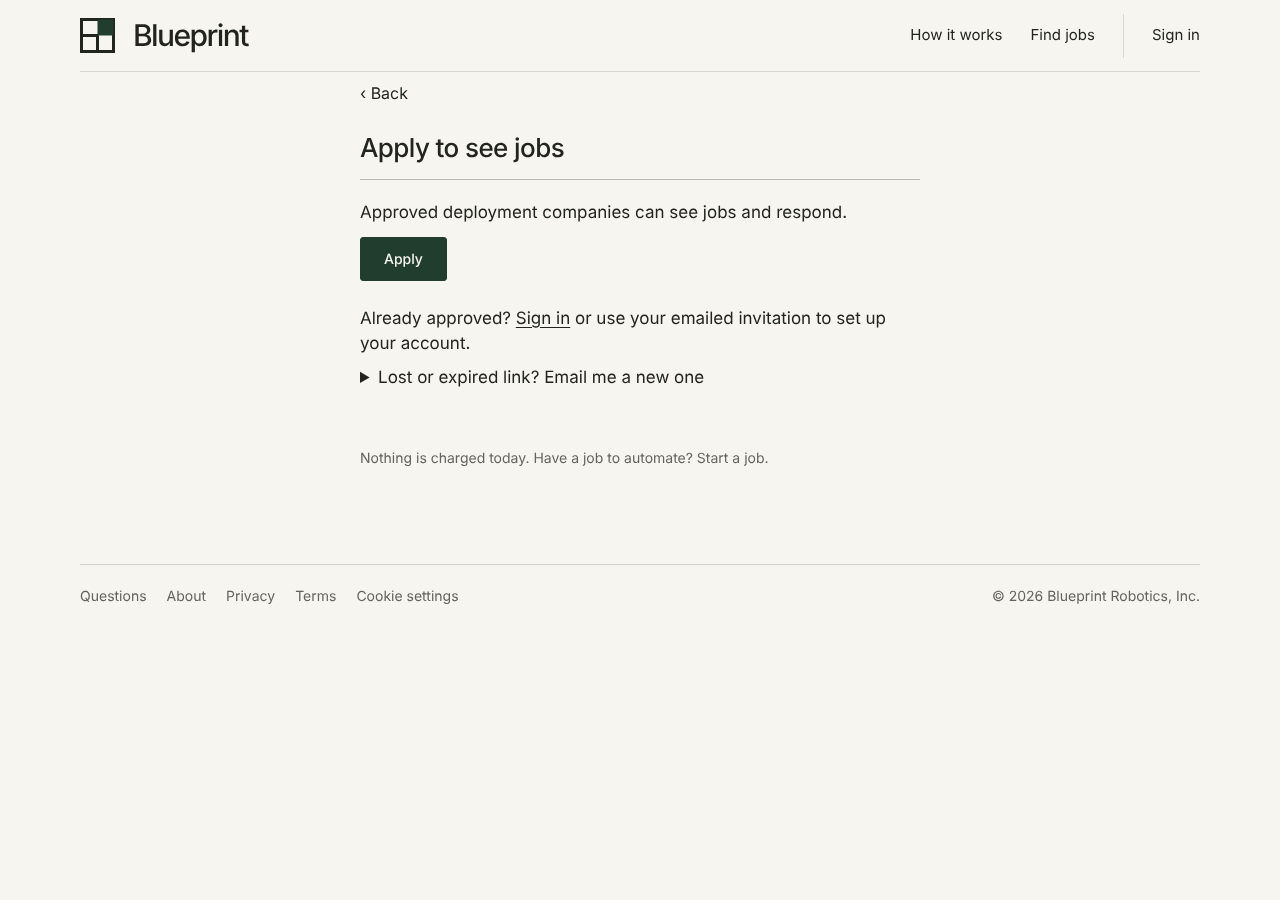 Blueprint
How it works
Find jobs
Sign in
‹ Back
Apply to see jobs
Approved deployment companies can see jobs and respond.
Apply
Already approved? Sign in or use your emailed invitation to set up
your account.
Lost or expired link? Email me a new one
Nothing is charged today. Have a job to automate? Start a job.
Questions
About
Privacy
Terms
Cookie settings
© 2026 Blueprint Robotics, Inc.